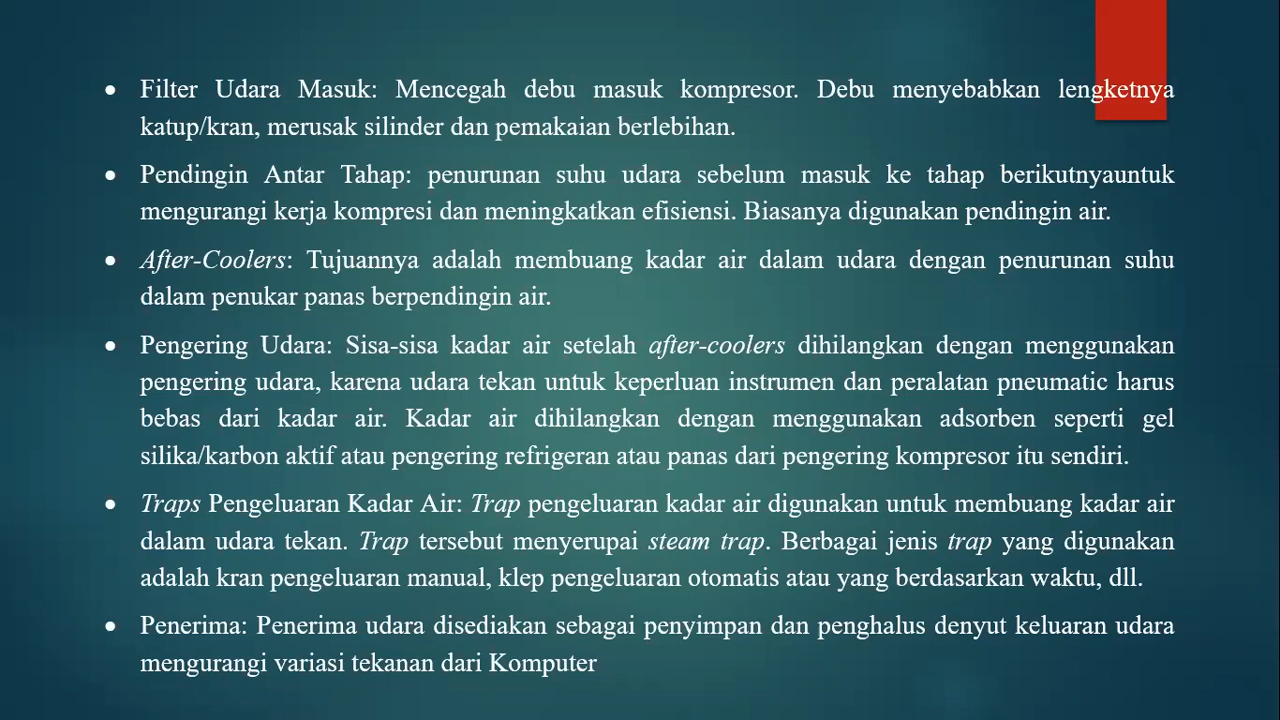 • Filter Udara Masuk: Mencegah debu masuk kompresor. Debu menyebabkan lengketnya
katup/kran, merusak silinder dan pemakaian berlebihan.
• Pendingin Antar Tahap: penurunan suhu udara sebelum masuk ke tahap berikutnyauntuk
mengurangi kerja kompresi dan meningkatkan efisiensi. Biasanya digunakan pendingin air.
• After-Coolers: Tujuannya adalah membuang kadar air dalam udara dengan penurunan suhu
dalam penukar panas berpendingin air.
• Pengering Udara: Sisa-sisa kadar air setelah after-coolers dihilangkan dengan menggunakan
pengering udara, karena udara tekan untuk keperluan instrumen dan peralatan pneumatic harus
bebas dari kadar air. Kadar air dihilangkan dengan menggunakan adsorben seperti gel
silika/karbon aktif atau pengering refrigeran atau panas dari pengering kompresor itu sendiri.
• Traps Pengeluaran Kadar Air: Trap pengeluaran kadar air digunakan untuk membuang kadar air
dalam udara tekan. Trap tersebut menyerupai steam trap. Berbagai jenis trap yang digunakan
adalah kran pengeluaran manual, klep pengeluaran otomatis atau yang berdasarkan waktu, dll.
• Penerima: Penerima udara disediakan sebagai penyimpan dan penghalus denyut keluaran udara
mengurangi variasi tekanan dari Komputer